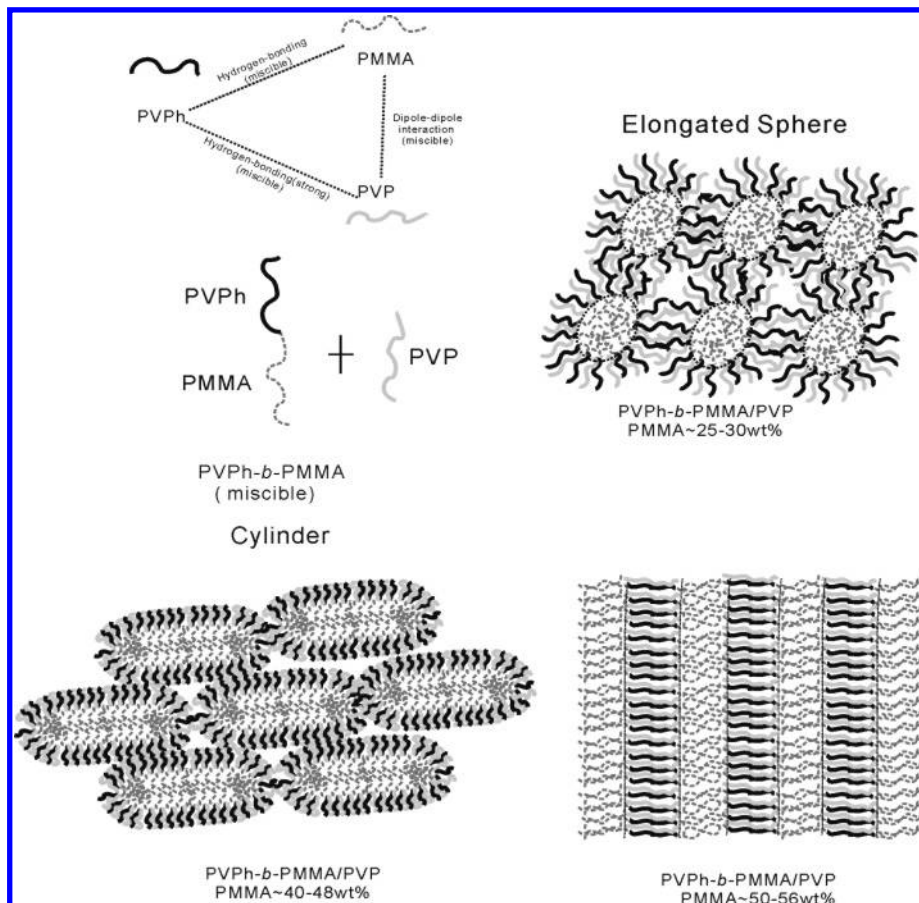 Hydrogen-bonding
(miscible)
PMMA
PVPh
Dipole-dipole
interaction
(miscible)
Hydrogen-bonding(strong)
(miscible)
PVP
Elongated Sphere
PVPh
PMMA
+
PVP
PVPh-b-PMMA/PVP
PMMA~25-30wt%
PVPh-b-PMMA
( miscible)
Cylinder
PVPh-b-PMMA/PVP
PMMA~40-48wt%
PVPh-b-PMMA/PVP
PMMA~50-56wt%